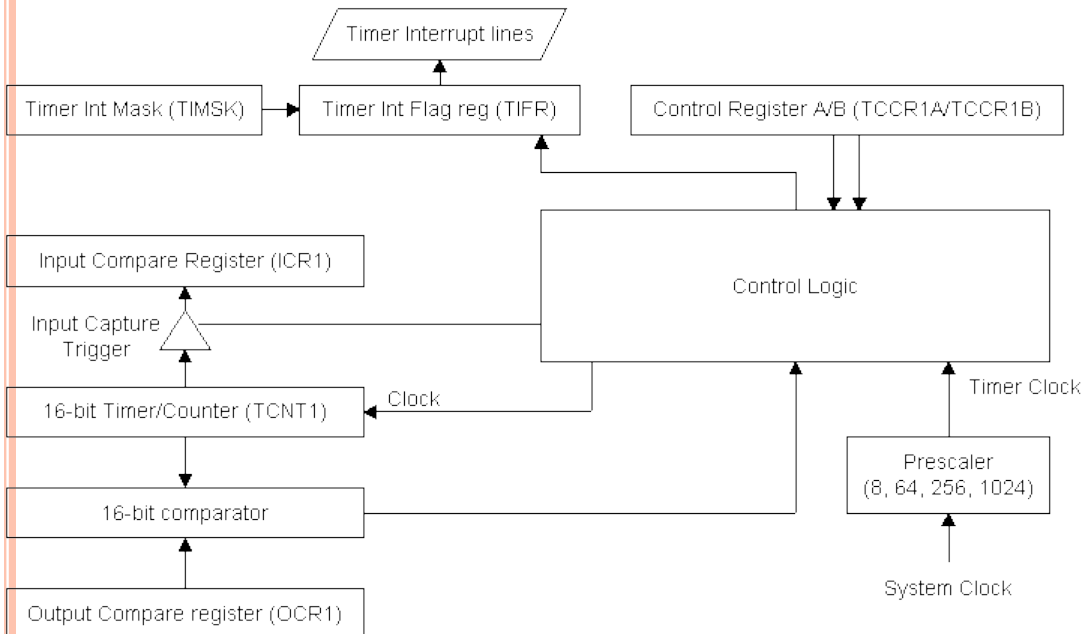 Timer Interrupt lines
Timer Int Mask (TIMSK)
Timer Int Flag reg (TIFR)
Control Register A/B (TCCR1A/TCCR1B)
Input Compare Register (ICR1)
Control Logic
Input Capture
Trigger
Timer Clock
16-bit Timer/Counter (TCNT1)
Clock
Prescaler
(8, 64, 256, 1024)
16-bit comparator
System Clock
Output Compare register (OCR1)